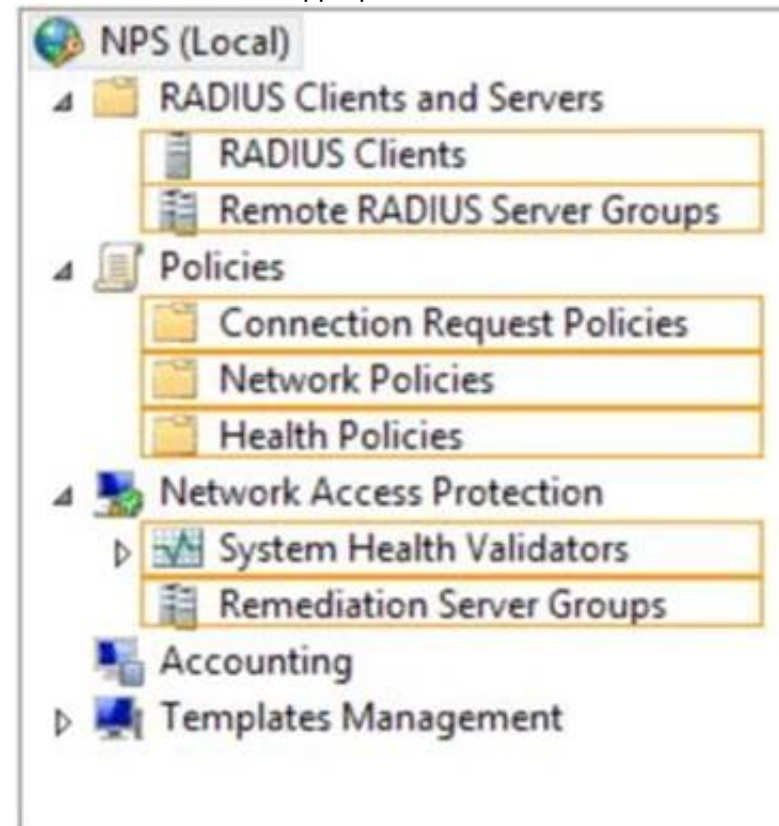 NPS (Local)
RADIUS Clients and Servers
RADIUS Clients
Remote RADIUS Server Groups
Policies
Connection Request Policies
Network Policies
Health Policies
Network Access Protection
System Health Validators
Remediation Server Groups
Accounting
Templates Management